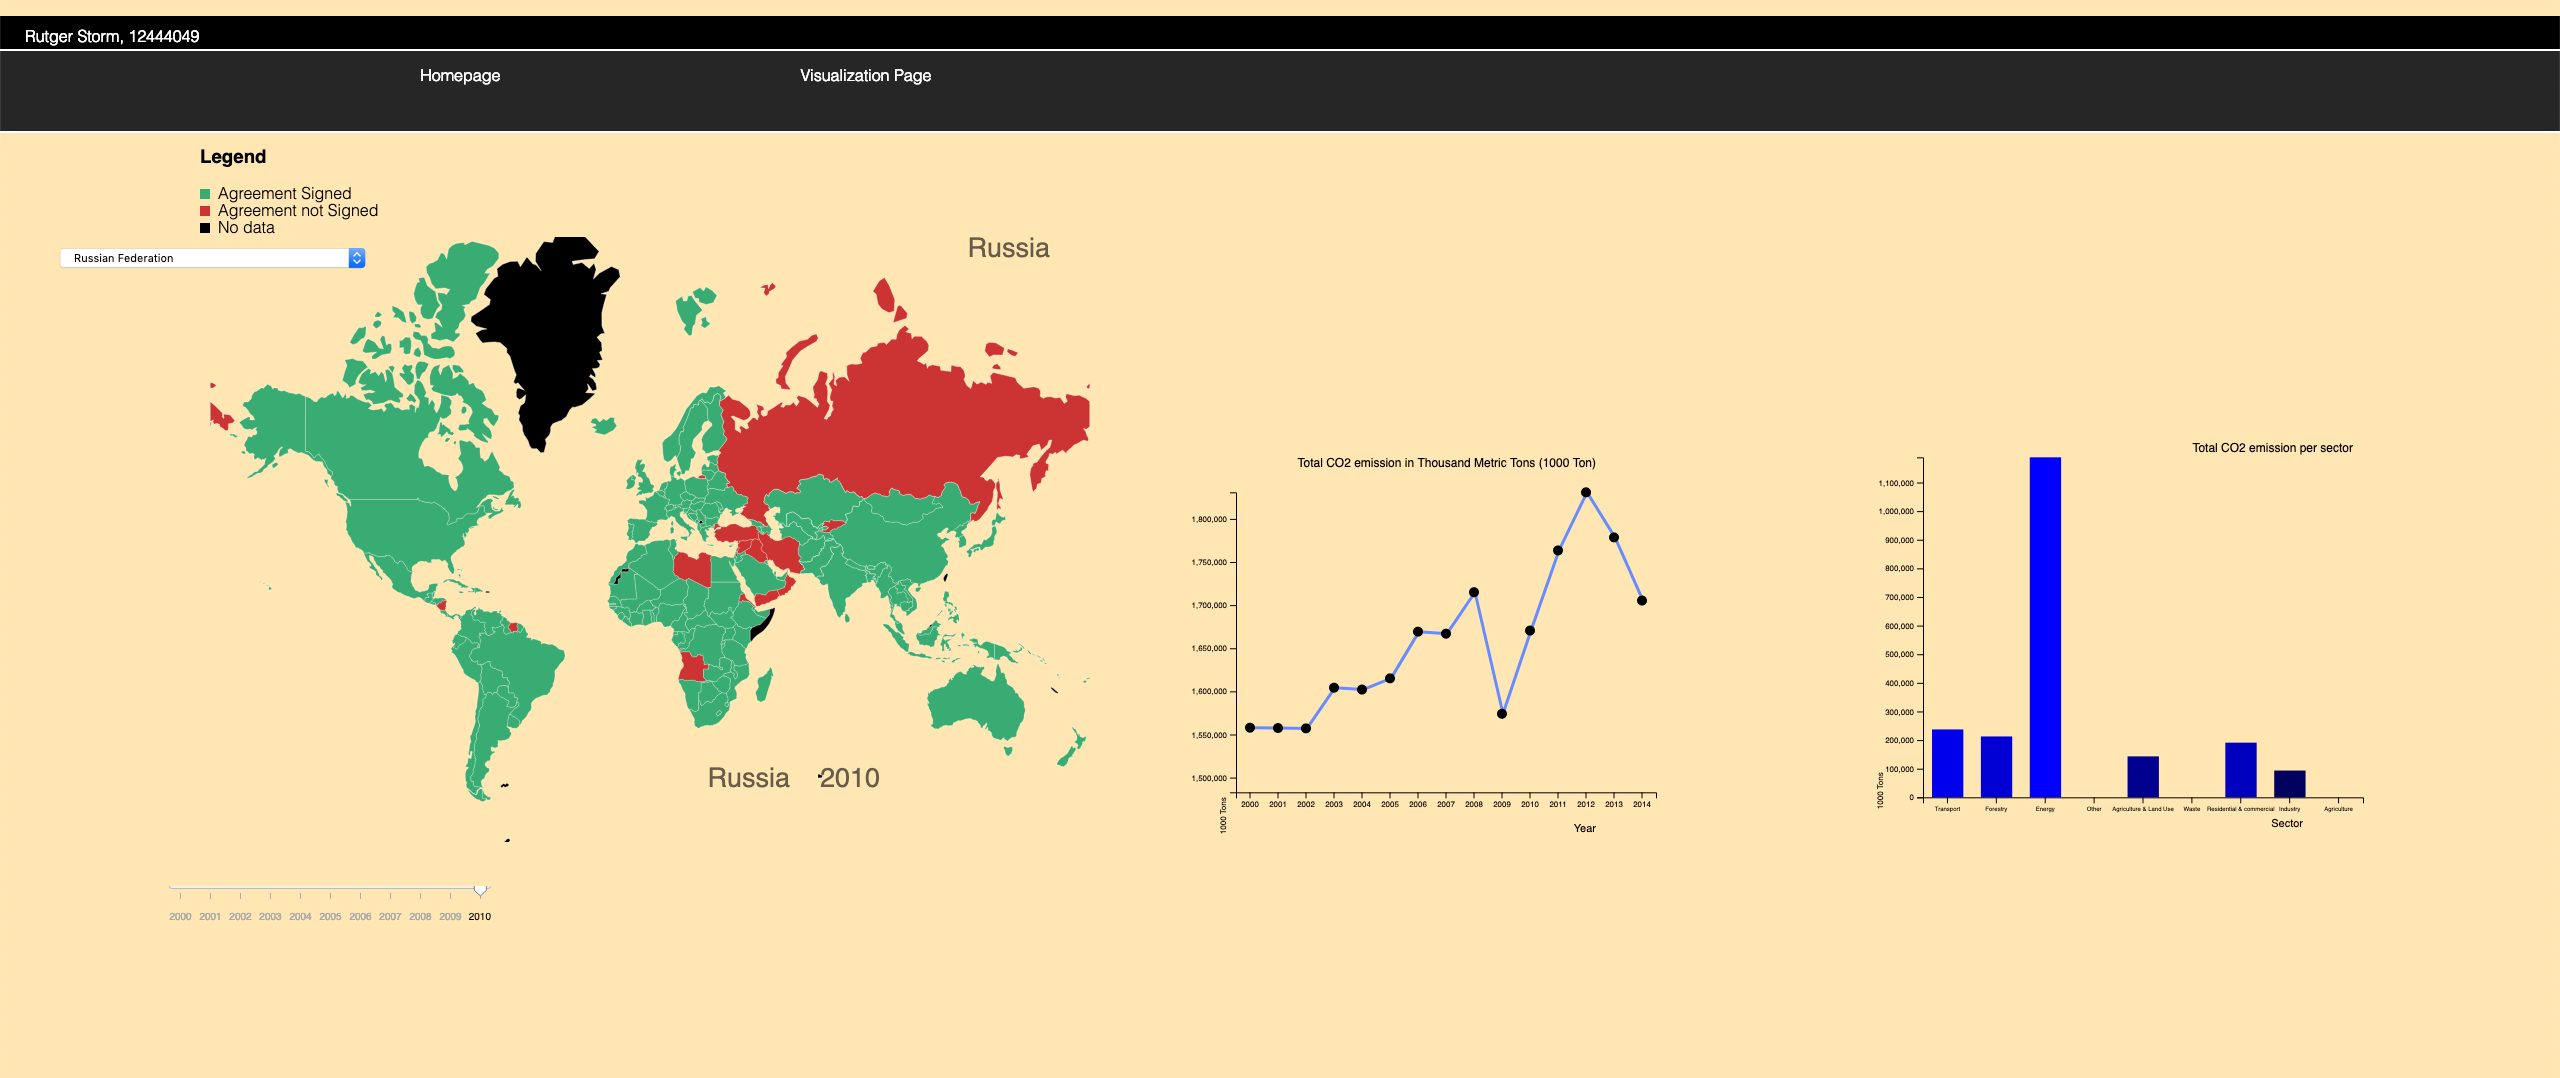 Rutger Storm, 12444049
Homepage Visualization Page
Legend
Agreement Signed
Agreement not Signed
No data
Russian Federation
Russia
Russia 2010
2000 2001 2002 2003 2004 2005 2006 2007 2008 2009 2010
Total CO2 emission in Thousand Metric Tons (1000 Ton)
1,800,000
1,750,000
1,700,000
1,650,000
1,600,000
1,550,000
1,500,000
1000 Tons
2000 2001 2002 2003 2004 2005 2006 2007 2008 2009 2010 2011 2012 2013 2014
Year
Total CO2 emission per sector
1,100,000
1,000,000
900,000
800,000
700,000
600,000
500,000
400,000
300,000
200,000
100,000
0
1000 Tons
Transport Forestry Energy Other Agriculture & Land Use Waste Residential & commercial Industry Agriculture
Sector